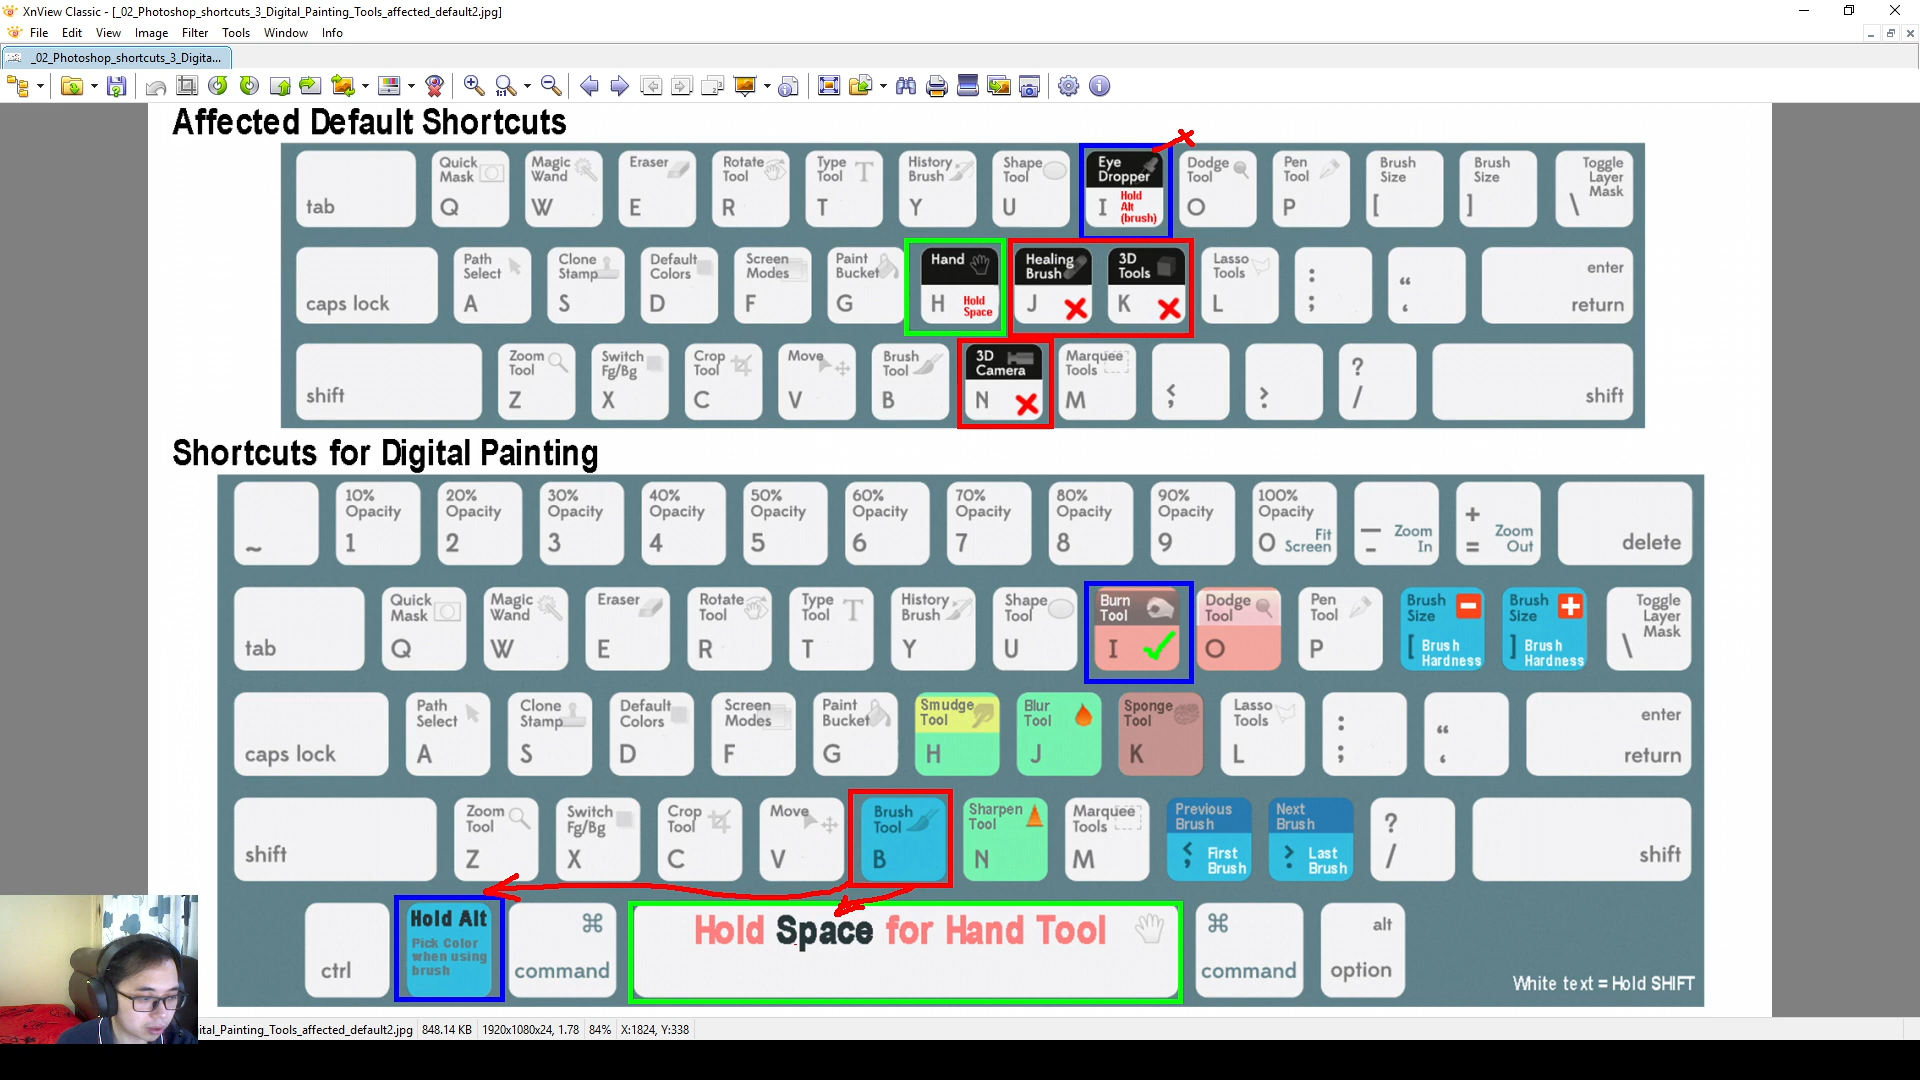 XnView Classic - [_02_Photoshop_shortcuts_3_Digital_Painting_Tools_affected_default2.jpg]
File Edit View Image Filter Tools Window Info
_02_Photoshop_shortcuts_3_Digita...
Affected Default Shortcuts
tab
Quick Mask Q
Magic Wand W
Eraser E
Rotate Tool R
Type Tool T
History Brush Y
Shape Tool U
Eye Dropper I Hold Alt (brush)
Dodge Tool O
Pen Tool P
Brush Size [
Brush Size ]
Toggle Layer Mask \
caps lock
Path Select A
Clone Stamp S
Default Colors D
Screen Modes F
Paint Bucket G
Hand H Hold Space
Healing Brush J
3D Tools K
Lasso Tools L
: ;
“ ‘
enter return
shift
Zoom Tool Z
Switch Fg/Bg X
Crop Tool C
Move V
Brush Tool B
3D Camera N
Marquee Tools M
< ,
> .
? /
shift
Shortcuts for Digital Painting
~
10% Opacity 1
20% Opacity 2
30% Opacity 3
40% Opacity 4
50% Opacity 5
60% Opacity 6
70% Opacity 7
80% Opacity 8
90% Opacity 9
100% Opacity O Fit Screen
— - Zoom In
+ = Zoom Out
delete
tab
Quick Mask Q
Magic Wand W
Eraser E
Rotate Tool R
Type Tool T
History Brush Y
Shape Tool U
Burn Tool I
Dodge Tool O
Pen Tool P
Brush Size [ Brush Hardness
Brush Size ] Brush Hardness
Toggle Layer Mask \
caps lock
Path Select A
Clone Stamp S
Default Colors D
Screen Modes F
Paint Bucket G
Smudge Tool H
Blur Tool J
Sponge Tool K
Lasso Tools L
: ;
“ ‘
enter return
shift
Zoom Tool Z
Switch Fg/Bg X
Crop Tool C
Move V
Brush Tool B
Sharpen Tool N
Marquee Tools M
Previous Brush < , First Brush
Next Brush > . Last Brush
? /
shift
ctrl
Hold Alt Pick Color when using brush
⌘ command
Hold Space for Hand Tool
⌘ command
alt option
White text = Hold SHIFT
ital_Painting_Tools_affected_default2.jpg 848.14 KB 1920x1080x24, 1.78 84% X:1824, Y:338